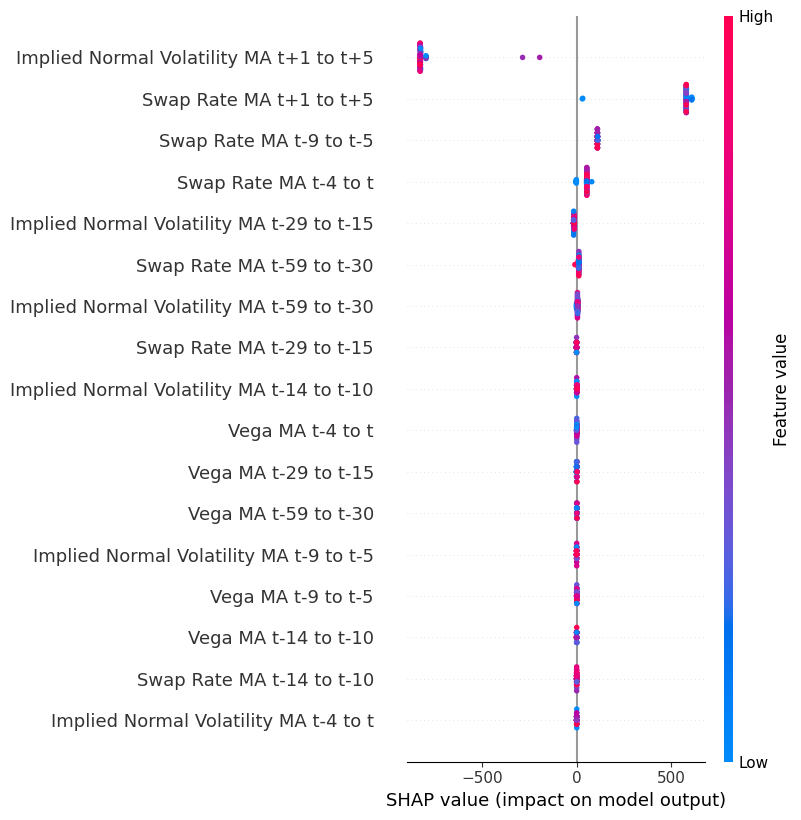 High
Implied Normal Volatility MA t+1 to t+5
Swap Rate MA t+1 to t+5
Swap Rate MA t-9 to t-5
Swap Rate MA t-4 to t
Implied Normal Volatility MA t-29 to t-15
Swap Rate MA t-59 to t-30
Implied Normal Volatility MA t-59 to t-30
Swap Rate MA t-29 to t-15
Implied Normal Volatility MA t-14 to t-10
Vega MA t-4 to t
Vega MA t-29 to t-15
Vega MA t-59 to t-30
Implied Normal Volatility MA t-9 to t-5
Vega MA t-9 to t-5
Vega MA t-14 to t-10
Swap Rate MA t-14 to t-10
Implied Normal Volatility MA t-4 to t
Feature value
Low
−500 0 500
SHAP value (impact on model output)